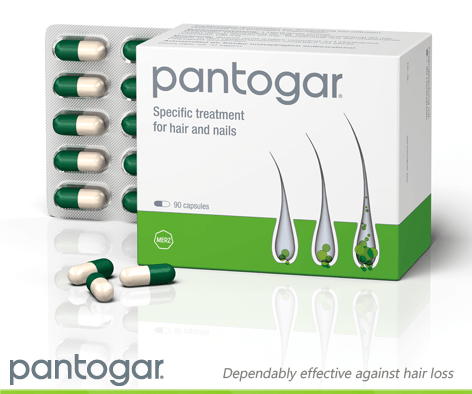 pantogar®
Specific treatment
for hair and nails
90 capsules
MERZ
pantogar®
Dependably effective against hair loss